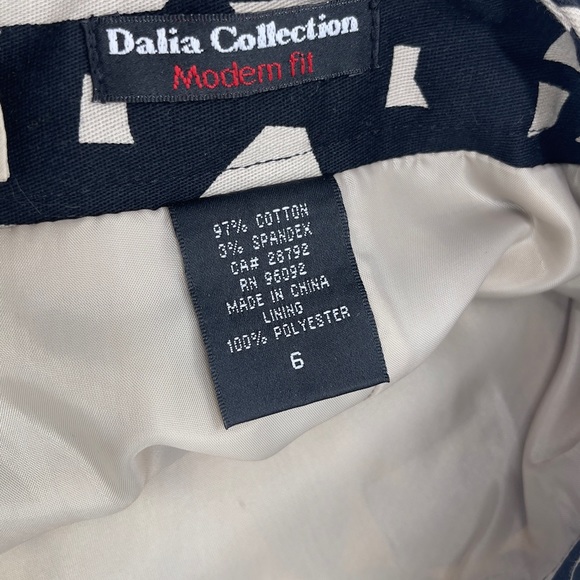 Dalia Collection
Modern fit
97% COTTON
3% SPANDEX
CA# 28792
RN 96092
MADE IN CHINA
LINING
100% POLYESTER
6